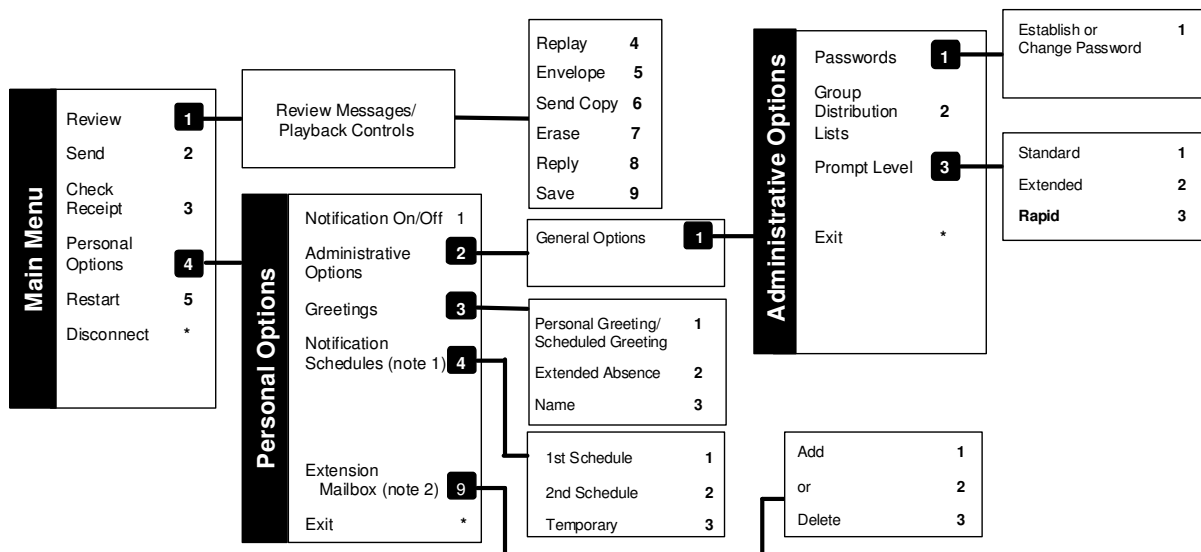 Main Menu
Review 1
Send 2
Check
Receipt 3
Personal
Options 4
Restart 5
Disconnect *
Review Messages/
Playback Controls
Replay 4
Envelope 5
Send Copy 6
Erase 7
Reply 8
Save 9
Personal Options
Notification On/Off 1
Administrative
Options 2
Greetings 3
Notification
Schedules (note 1) 4
Extension
Mailbox (note 2) 9
Exit *
General Options 1
Personal Greeting/ 1
Scheduled Greeting
Extended Absence 2
Name 3
1st Schedule 1
2nd Schedule 2
Temporary 3
Administrative Options
Passwords 1
Group
Distribution 2
Lists
Prompt Level 3
Exit *
Establish or 1
Change Password
Standard 1
Extended 2
Rapid 3
Add 1
or 2
Delete 3